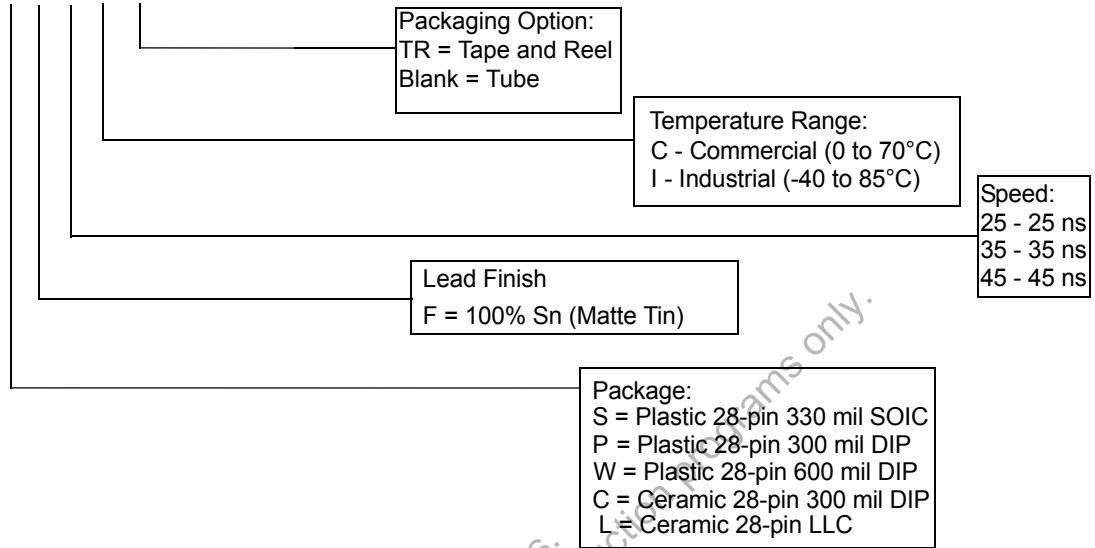 Packaging Option:
TR = Tape and Reel
Blank = Tube
Temperature Range:
C - Commercial (0 to 70°C)
I - Industrial (-40 to 85°C)
Speed:
25 - 25 ns
35 - 35 ns
45 - 45 ns
Lead Finish
F = 100% Sn (Matte Tin)
Package:
S = Plastic 28-pin 330 mil SOIC
P = Plastic 28-pin 300 mil DIP
W = Plastic 28-pin 600 mil DIP
C = Ceramic 28-pin 300 mil DIP
L = Ceramic 28-pin LLC
ction programs only.